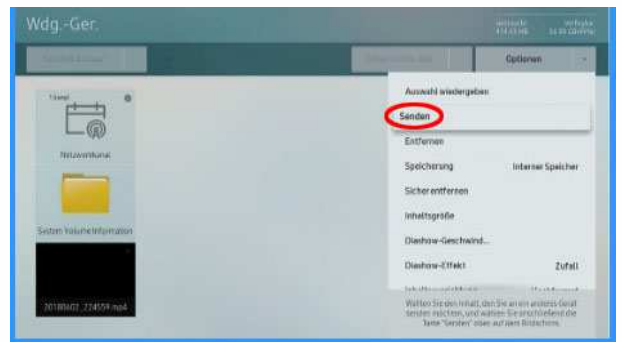 Wdg.-Ger.
Optionen
Auswahl wiedergeben
Senden
Entfernen
Speicherung Interner Speicher
Sicher entfernen
Inhaltsgröße
Diashow-Geschwind...
Diashow-Effekt Zufall
Netzwerkkanal
System Volume Information
20180602_224559.mp4
Wählen Sie den Inhalt, den Sie an ein anderes Gerät
senden möchten, und wählen Sie anschließend die
Taste "Senden" oben auf dem Bildschirm.